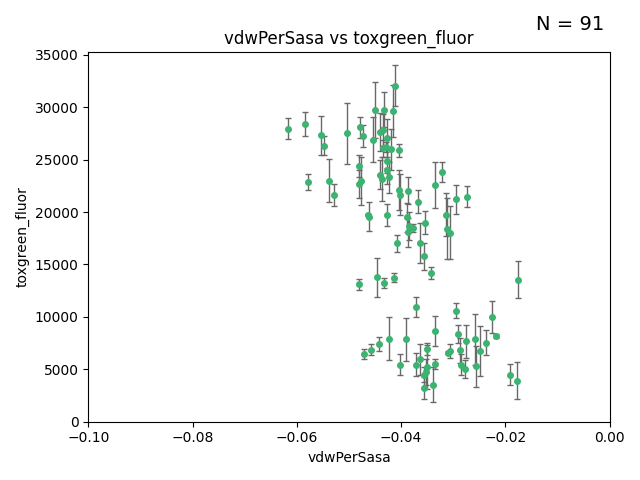 N = 91
vdwPerSasa vs toxgreen_fluor
35000
30000
25000
20000
15000
10000
5000
0
toxgreen_fluor
−0.10 −0.08 −0.06 −0.04 −0.02 0.00
vdwPerSasa